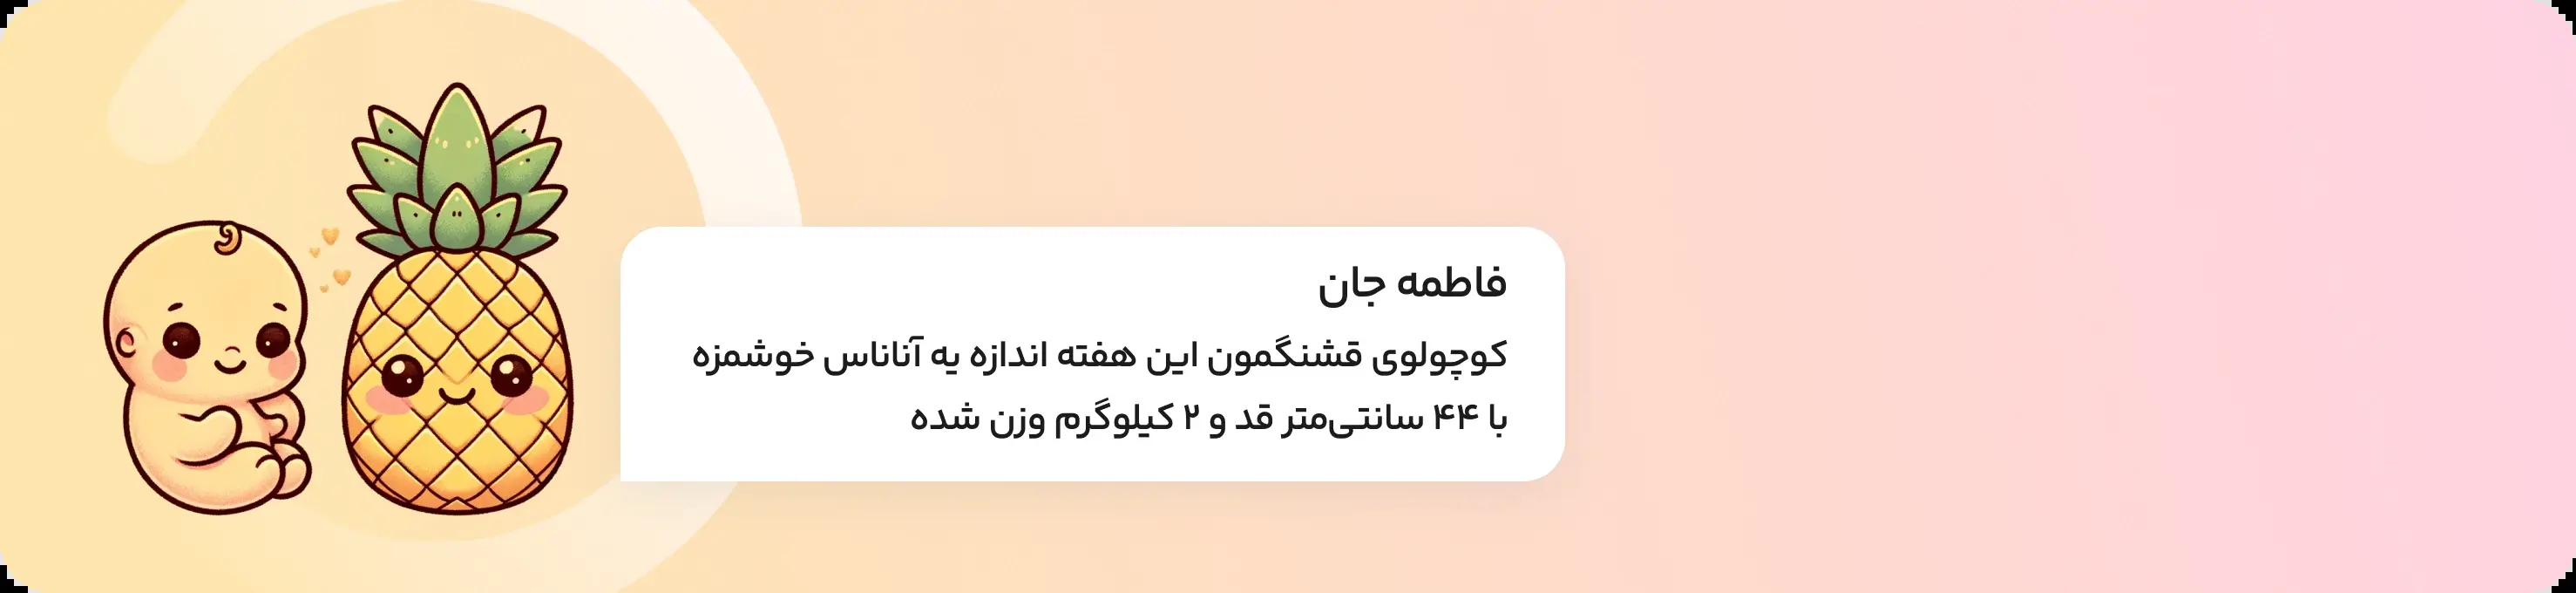 فاطمه جان
کوچولوی قشنگمون این هفته اندازه یه آناناس خوشمزه
با ۴۴ سانتی‌متر قد و ۲ کیلوگرم وزن شده